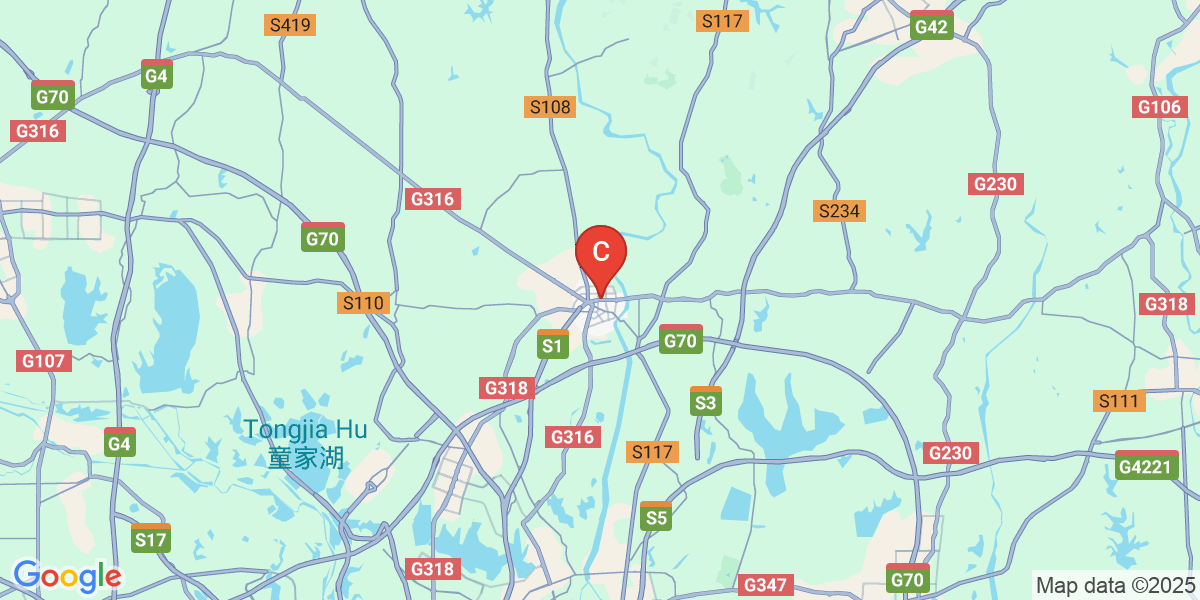 S419
S117
G42
G4
G70
S108
G106
G316
G316
G230
S234
G70
C
S110
G318
S1
G70
G107
G318
S3
S111
Tongjia Hu
童家湖
G4
G316
S117
G230
G4221
S5
S17
G318
G70
G347
Google
Map data ©2025